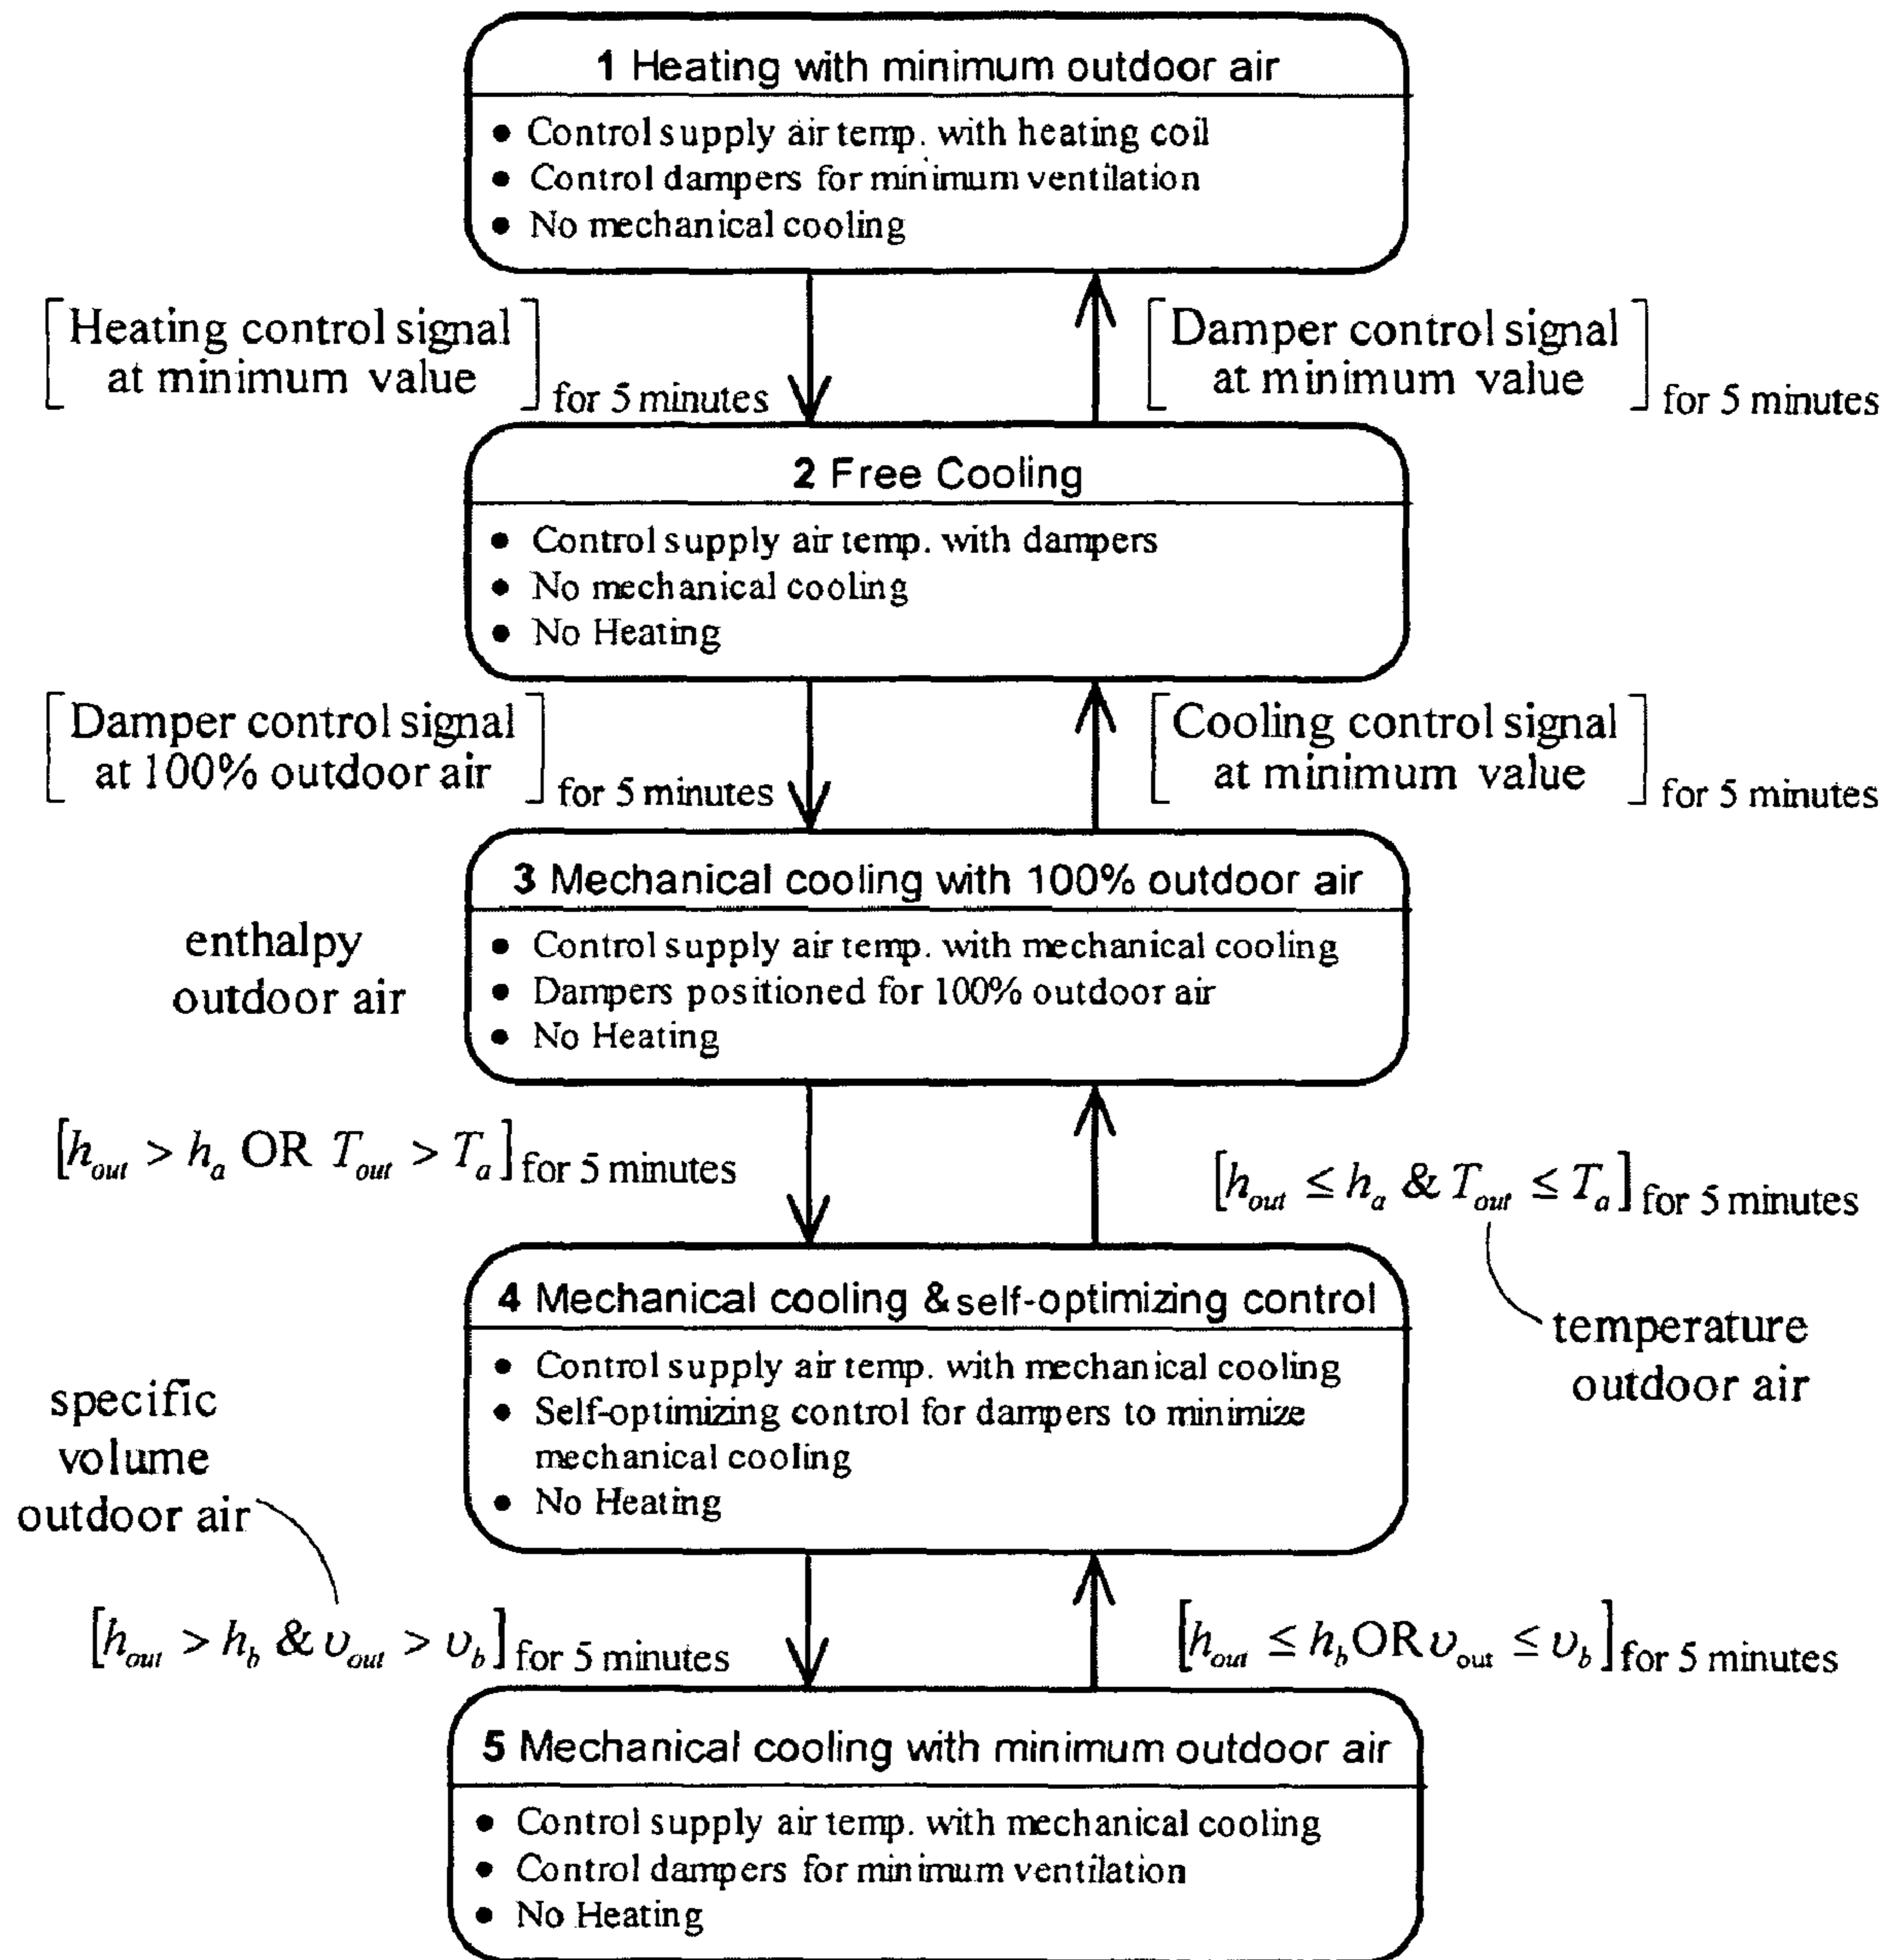 1 Heating with minimum outdoor air
• Control supply air temp. with heating coil
• Control dampers for minimum ventilation
• No mechanical cooling
[Heating control signal
at minimum value] for 5 minutes
[Damper control signal
at minimum value] for 5 minutes
2 Free Cooling
• Control supply air temp. with dampers
• No mechanical cooling
• No Heating
[Damper control signal
at 100% outdoor air] for 5 minutes
[Cooling control signal
at minimum value] for 5 minutes
3 Mechanical cooling with 100% outdoor air
• Control supply air temp. with mechanical cooling
• Dampers positioned for 100% outdoor air
• No Heating
enthalpy
outdoor air
[h_out > h_a OR T_out > T_a] for 5 minutes
[h_out ≤ h_a & T_out ≤ T_a] for 5 minutes
temperature
outdoor air
4 Mechanical cooling & self-optimizing control
• Control supply air temp. with mechanical cooling
• Self-optimizing control for dampers to minimize
mechanical cooling
• No Heating
specific
volume
outdoor air
[h_out > h_b & υ_out > υ_b] for 5 minutes
[h_out ≤ h_b OR υ_out ≤ υ_b] for 5 minutes
5 Mechanical cooling with minimum outdoor air
• Control supply air temp. with mechanical cooling
• Control dampers for minimum ventilation
• No Heating